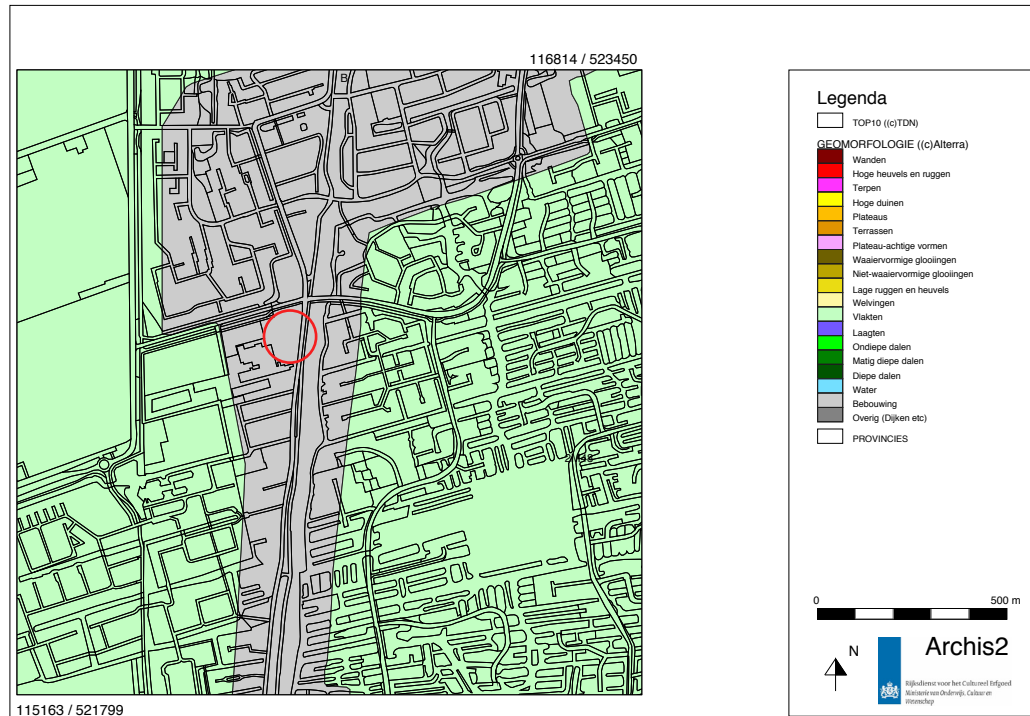 116814 / 523450
B
115163 / 521799
Legenda
TOP10 ((c)TDN)
GEOMORFOLOGIE ((c)Alterra)
Wanden
Hoge heuvels en ruggen
Terpen
Hoge duinen
Plateaus
Terrassen
Plateau-achtige vormen
Waaiervormige glooiingen
Niet-waaiervormige glooiingen
Lage ruggen en heuvels
Welvingen
Vlakten
Laagten
Ondiepe dalen
Matig diepe dalen
Diepe dalen
Water
Bebouwing
Overig (Dijken etc)
PROVINCIES
0 500 m
N
Archis2
Rijksdienst voor het Cultureel Erfgoed
Ministerie van Onderwijs, Cultuur en
Wetenschap